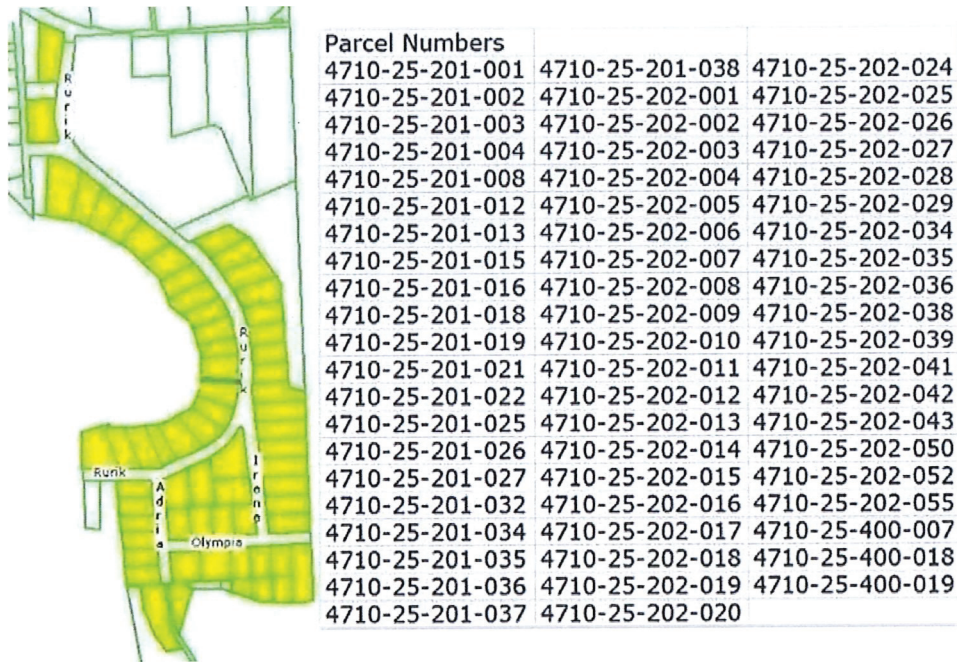 Rurik
Rurik
Rurik
Adria
Irene
Olympia
Parcel Numbers
4710-25-201-001 4710-25-201-038 4710-25-202-024
4710-25-201-002 4710-25-202-001 4710-25-202-025
4710-25-201-003 4710-25-202-002 4710-25-202-026
4710-25-201-004 4710-25-202-003 4710-25-202-027
4710-25-201-008 4710-25-202-004 4710-25-202-028
4710-25-201-012 4710-25-202-005 4710-25-202-029
4710-25-201-013 4710-25-202-006 4710-25-202-034
4710-25-201-015 4710-25-202-007 4710-25-202-035
4710-25-201-016 4710-25-202-008 4710-25-202-036
4710-25-201-018 4710-25-202-009 4710-25-202-038
4710-25-201-019 4710-25-202-010 4710-25-202-039
4710-25-201-021 4710-25-202-011 4710-25-202-041
4710-25-201-022 4710-25-202-012 4710-25-202-042
4710-25-201-025 4710-25-202-013 4710-25-202-043
4710-25-201-026 4710-25-202-014 4710-25-202-050
4710-25-201-027 4710-25-202-015 4710-25-202-052
4710-25-201-032 4710-25-202-016 4710-25-202-055
4710-25-201-034 4710-25-202-017 4710-25-400-007
4710-25-201-035 4710-25-202-018 4710-25-400-018
4710-25-201-036 4710-25-202-019 4710-25-400-019
4710-25-201-037 4710-25-202-020